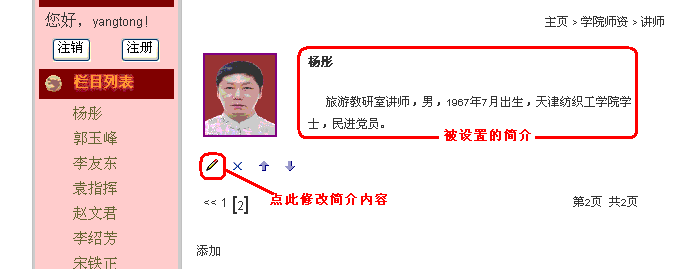 您好，yangtong!
注销 注册
栏目列表
杨彤
郭玉峰
李友东
袁指挥
赵文君
李绍芳
宋铁正
主页 > 学院师资 > 讲师
杨彤
旅游教研室讲师，男，1967年7月出生，天津纺织工学院学
士，民进党员。
被设置的简介
点此修改简介内容
<< 1 [2]
第2页 共2页
添加